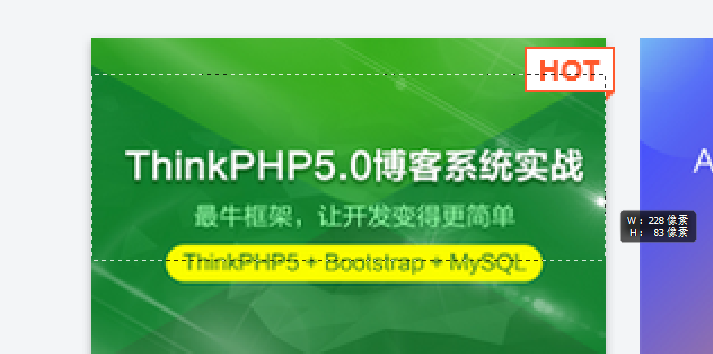 HOT
ThinkPHP5.0博客系统实战
A
最牛框架，让开发变得更简单
W： 228 像素
H： 83 像素
ThinkPHP5 + Bootstrap + MySQL